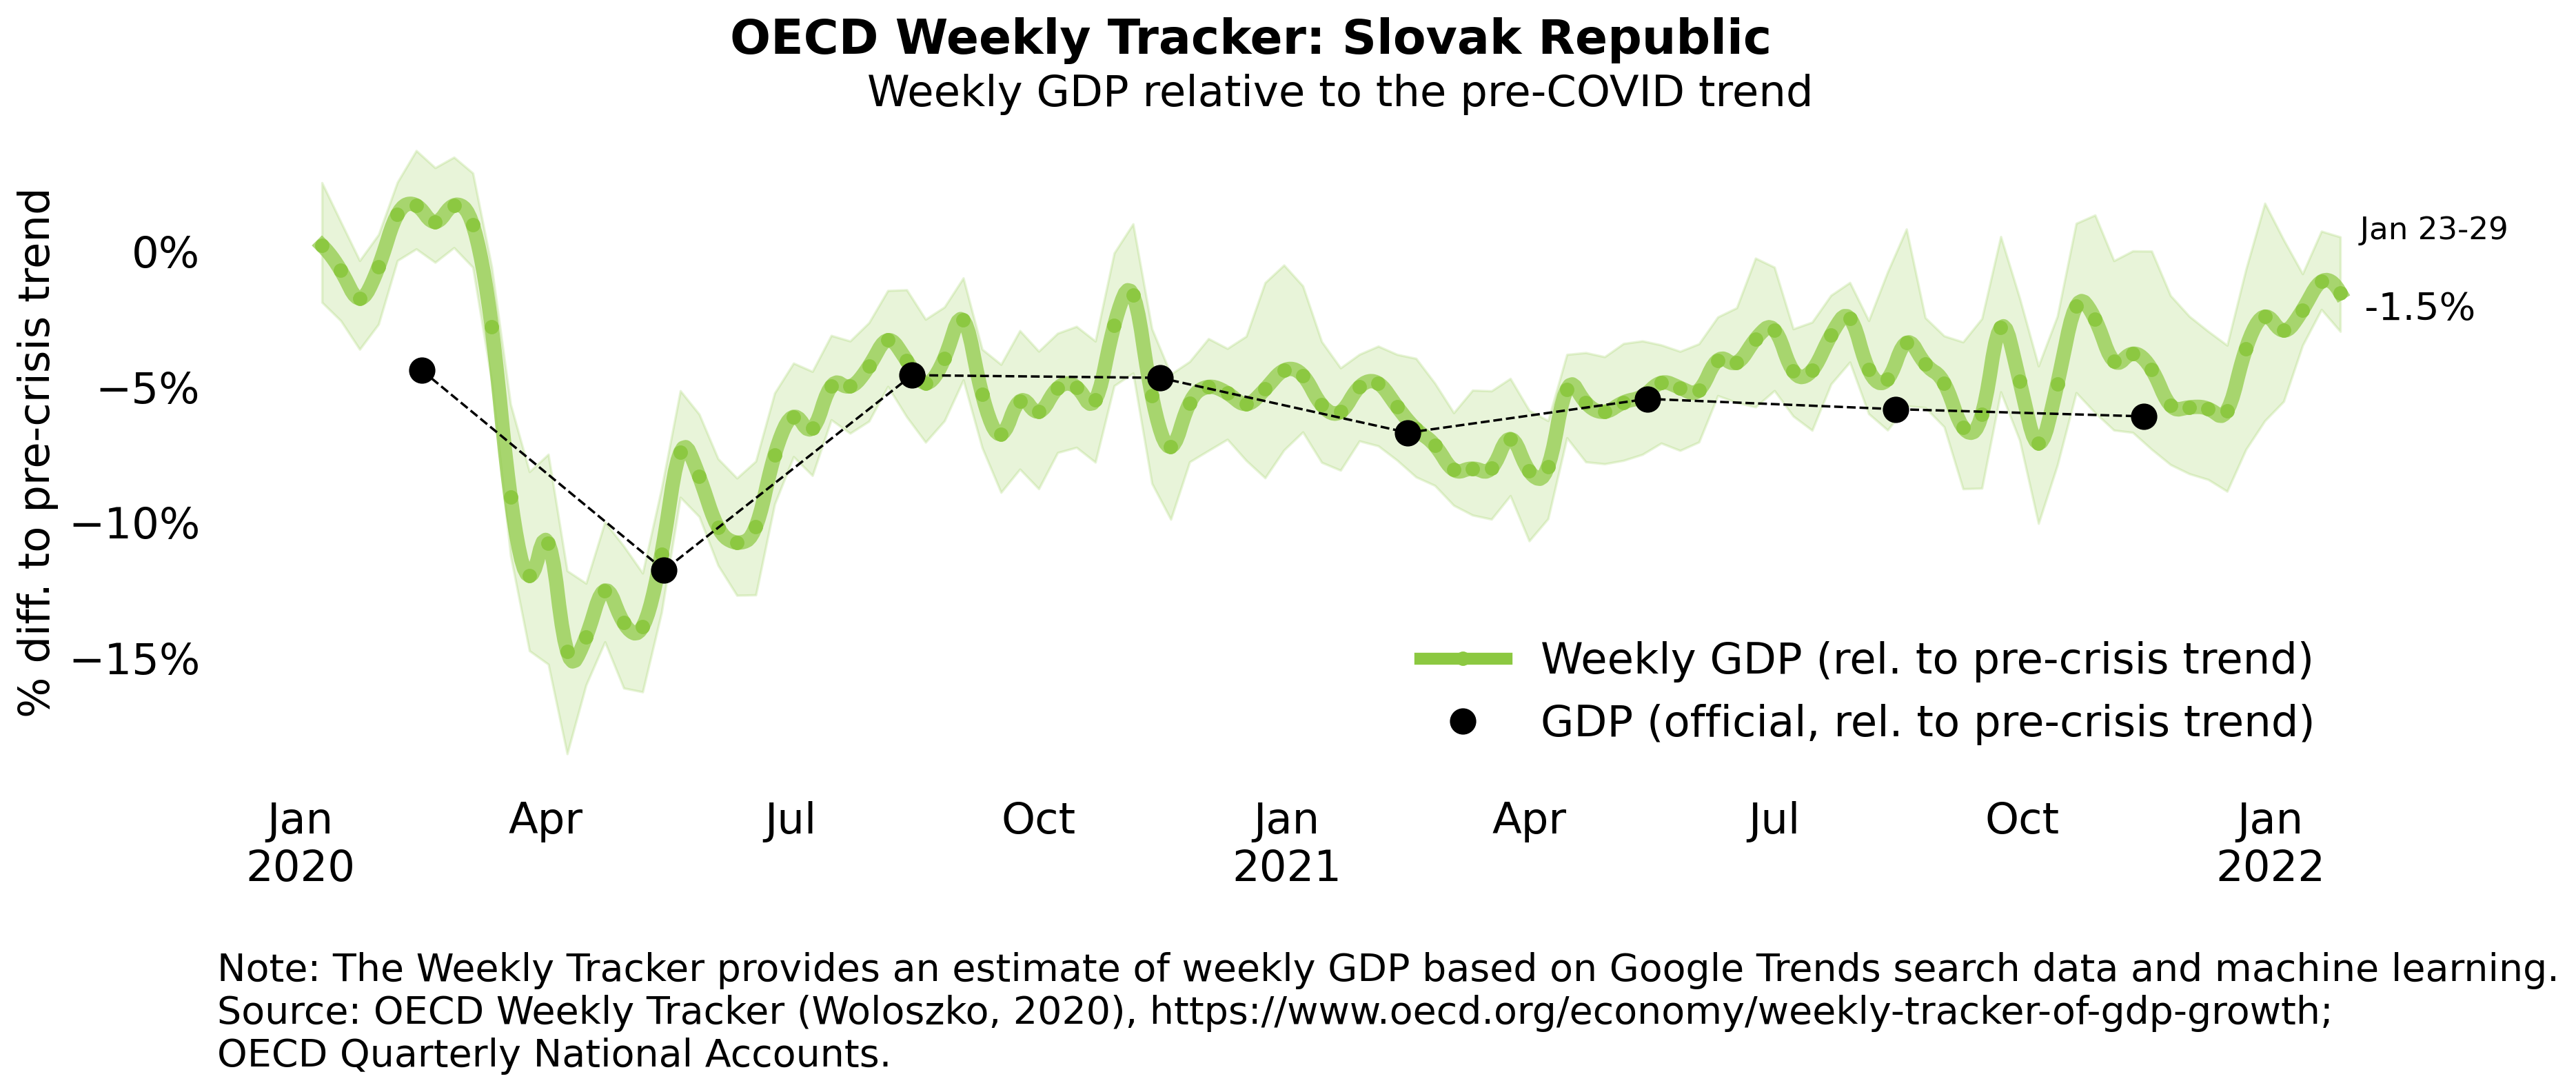 OECD Weekly Tracker: Slovak Republic
Weekly GDP relative to the pre-COVID trend
% diff. to pre-crisis trend
0%
−5%
−10%
−15%
Jan 23-29
-1.5%
Weekly GDP (rel. to pre-crisis trend)
GDP (official, rel. to pre-crisis trend)
Jan Apr Jul Oct Jan Apr Jul Oct Jan
2020 2021 2022
Note: The Weekly Tracker provides an estimate of weekly GDP based on Google Trends search data and machine learning.
Source: OECD Weekly Tracker (Woloszko, 2020), https://www.oecd.org/economy/weekly-tracker-of-gdp-growth;
OECD Quarterly National Accounts.